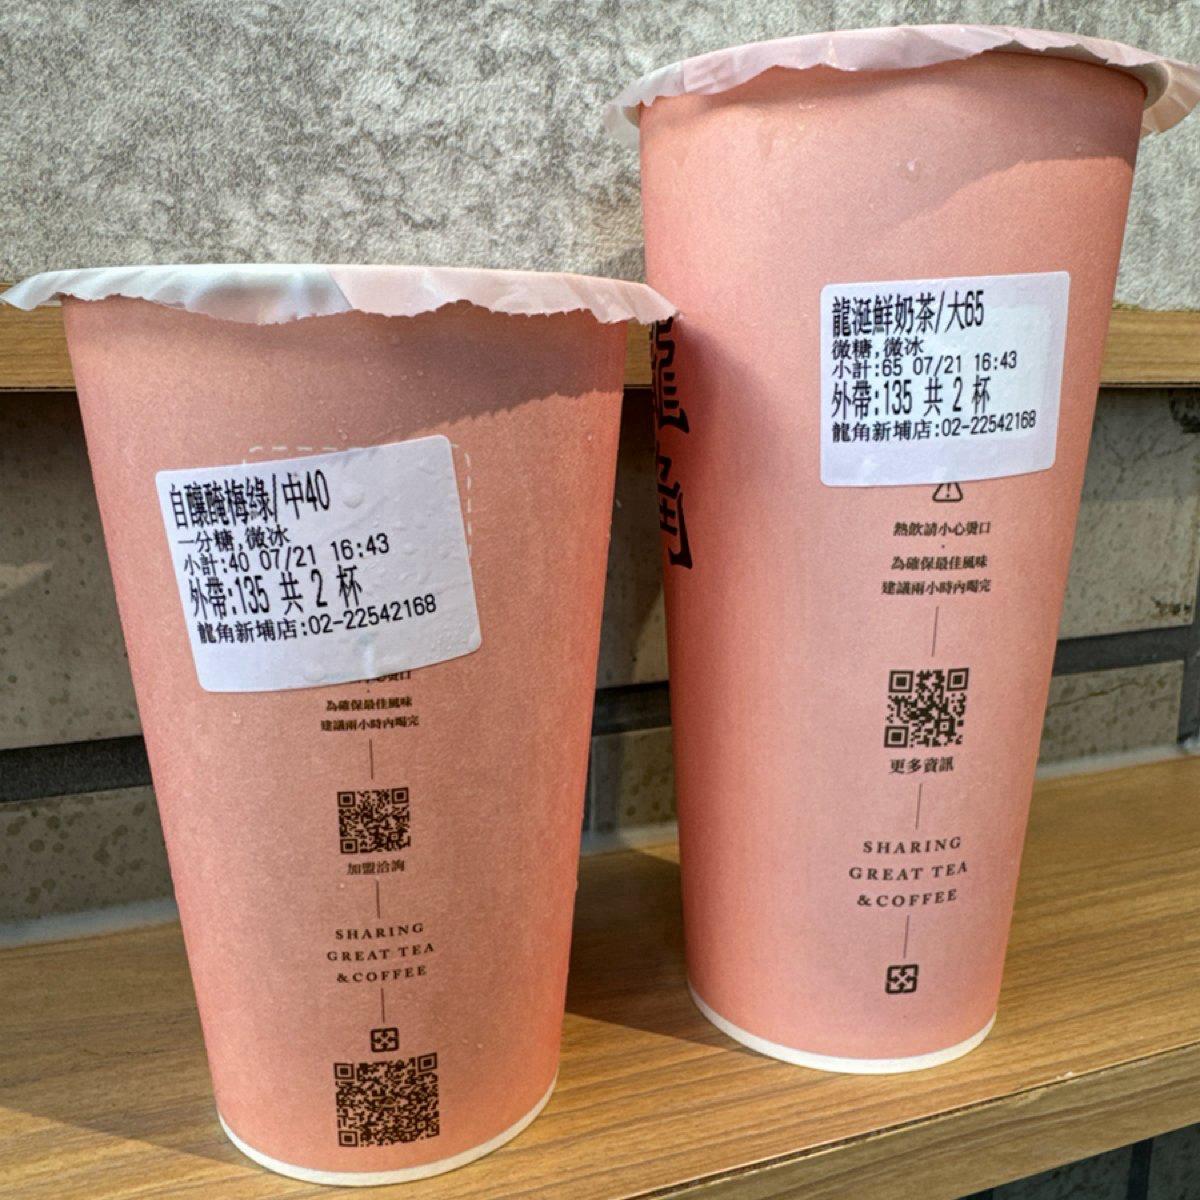 自釀醃梅綠/中40
一分糖,微冰
小計:40 07/21 16:43
外帶:135 共 2 杯
龍角新埔店:02-22542168
為確保最佳風味
建議兩小時內喝完
加盟洽詢
SHARING
GREAT TEA
&COFFEE
龍角
龍涎鮮奶茶/大65
微糖,微冰
小計:65 07/21 16:43
外帶:135 共 2 杯
龍角新埔店:02-22542168
熱飲請小心燙口
為確保最佳風味
建議兩小時內喝完
更多資訊
SHARING
GREAT TEA
&COFFEE